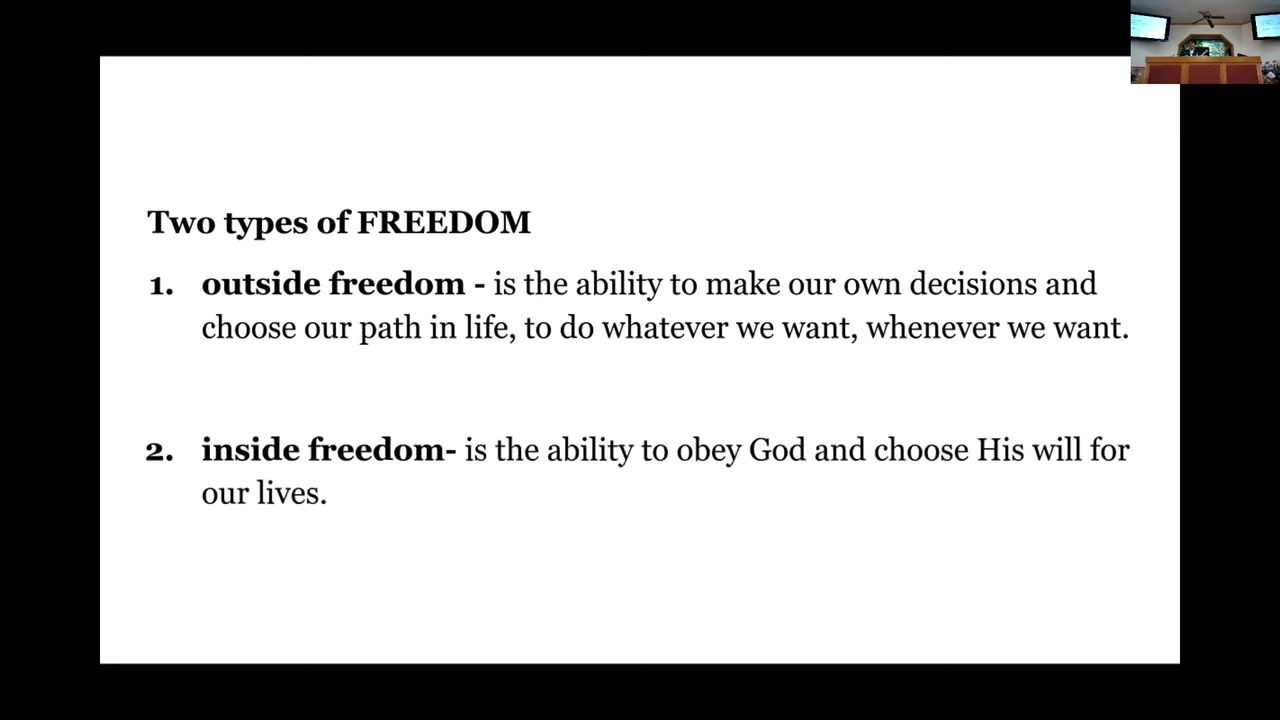 Two types of FREEDOM
1. outside freedom - is the ability to make our own decisions and
choose our path in life, to do whatever we want, whenever we want.
2. inside freedom- is the ability to obey God and choose His will for
our lives.